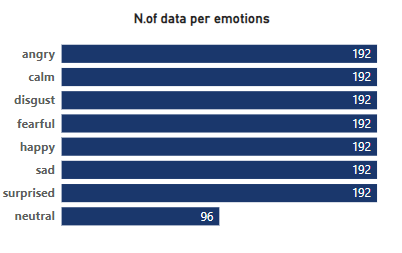 N.of data per emotions
angry 192
calm 192
disgust 192
fearful 192
happy 192
sad 192
surprised 192
neutral 96